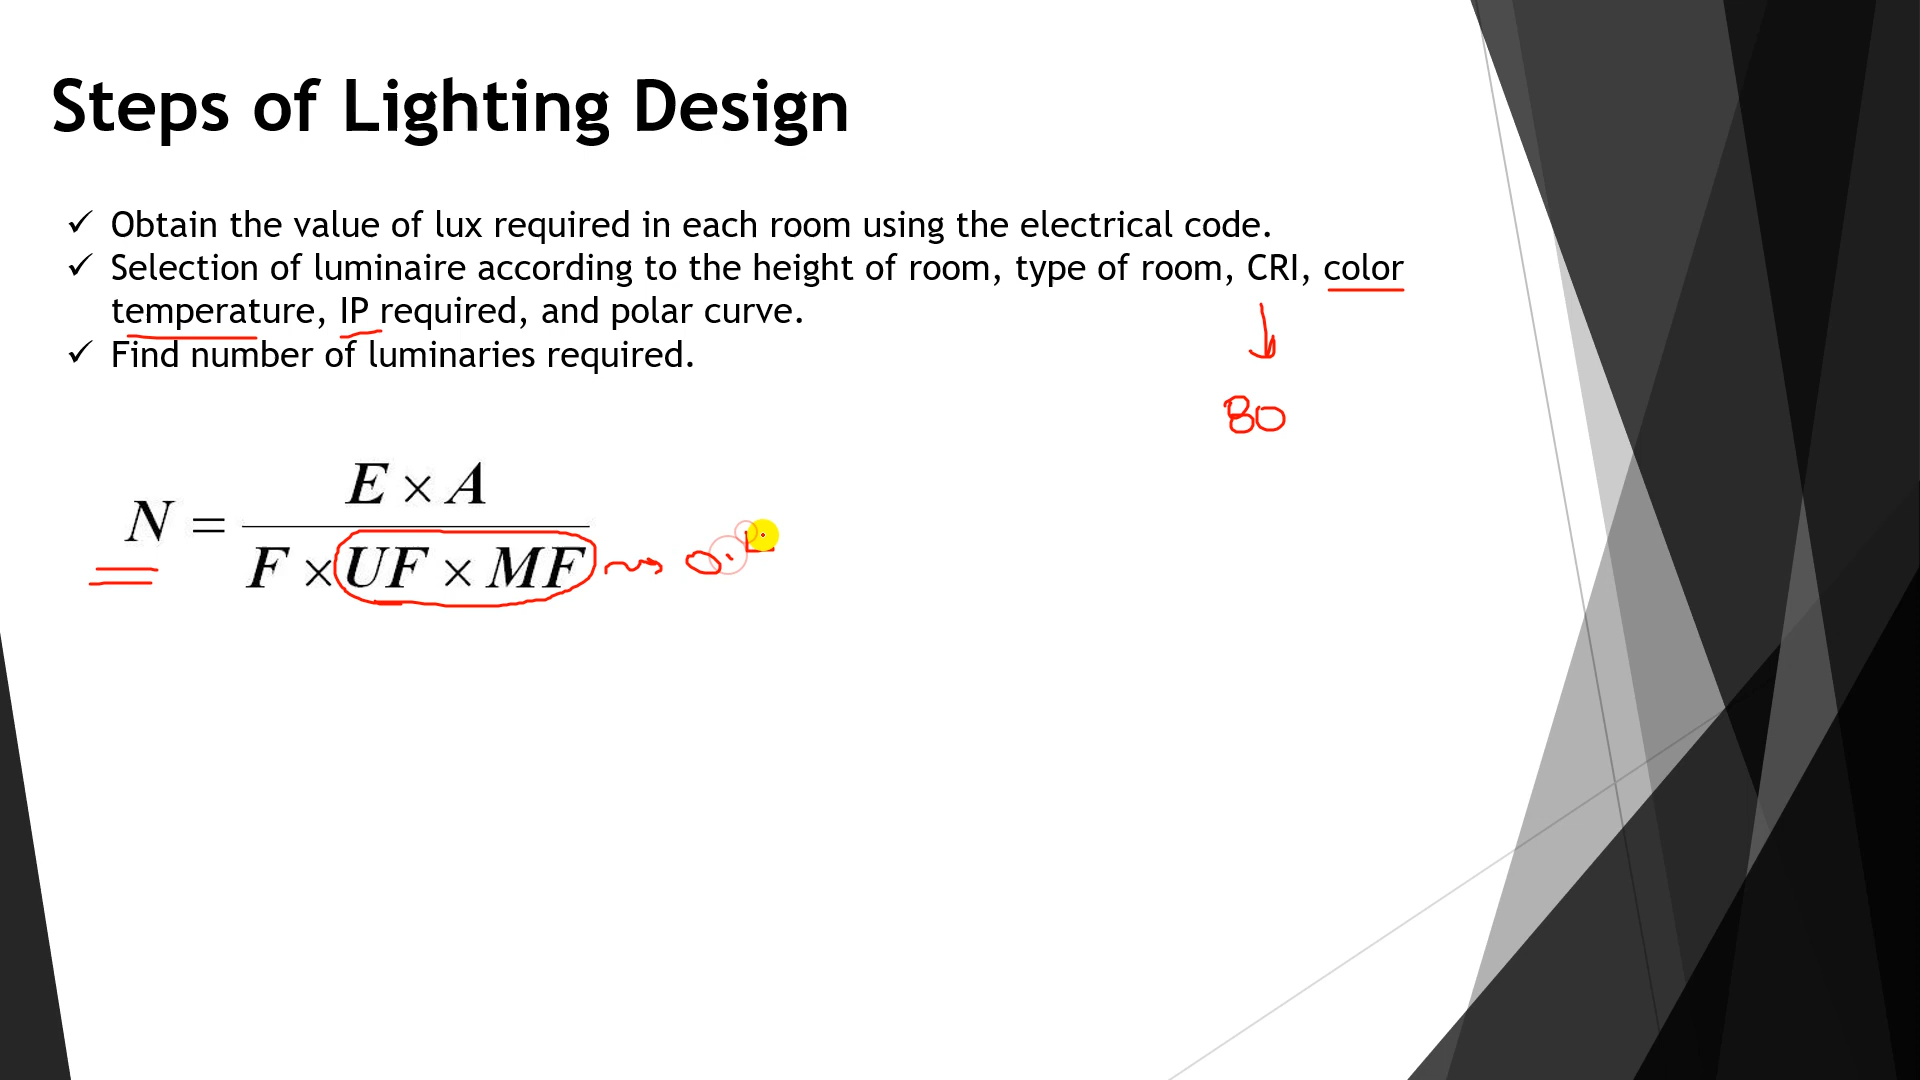 Steps of Lighting Design
✓ Obtain the value of lux required in each room using the electrical code.
✓ Selection of luminaire according to the height of room, type of room, CRI, color
temperature, IP required, and polar curve.
✓ Find number of luminaries required.
80
N = E × A / F × UF × MF